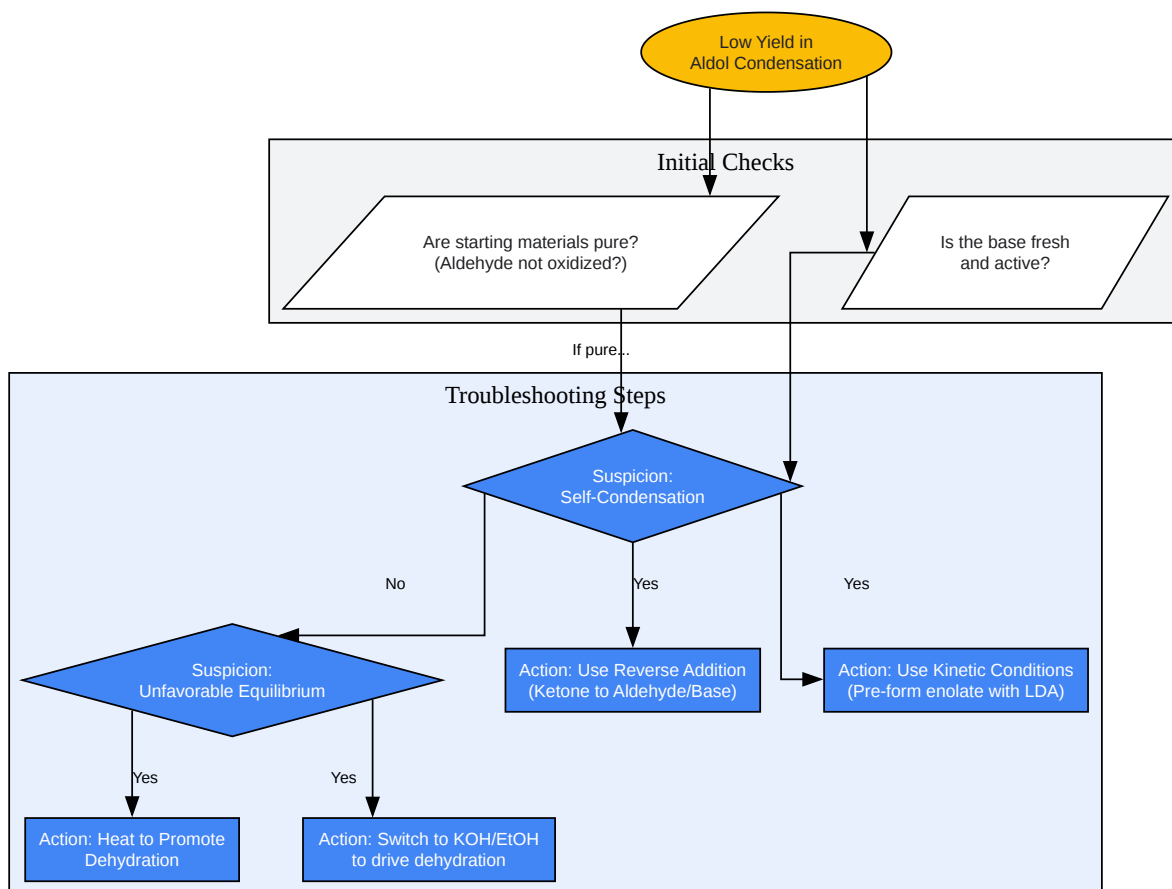 Low Yield in
Aldol Condensation
Initial Checks
Are starting materials pure?
(Aldehyde not oxidized?)
Is the base fresh
and active?
If pure...
Troubleshooting Steps
Suspicion:
Self-Condensation
No
Yes
Yes
Suspicion:
Unfavorable Equilibrium
Action: Use Reverse Addition
(Ketone to Aldehyde/Base)
Action: Use Kinetic Conditions
(Pre-form enolate with LDA)
Yes
Yes
Action: Heat to Promote
Dehydration
Action: Switch to KOH/EtOH
to drive dehydration